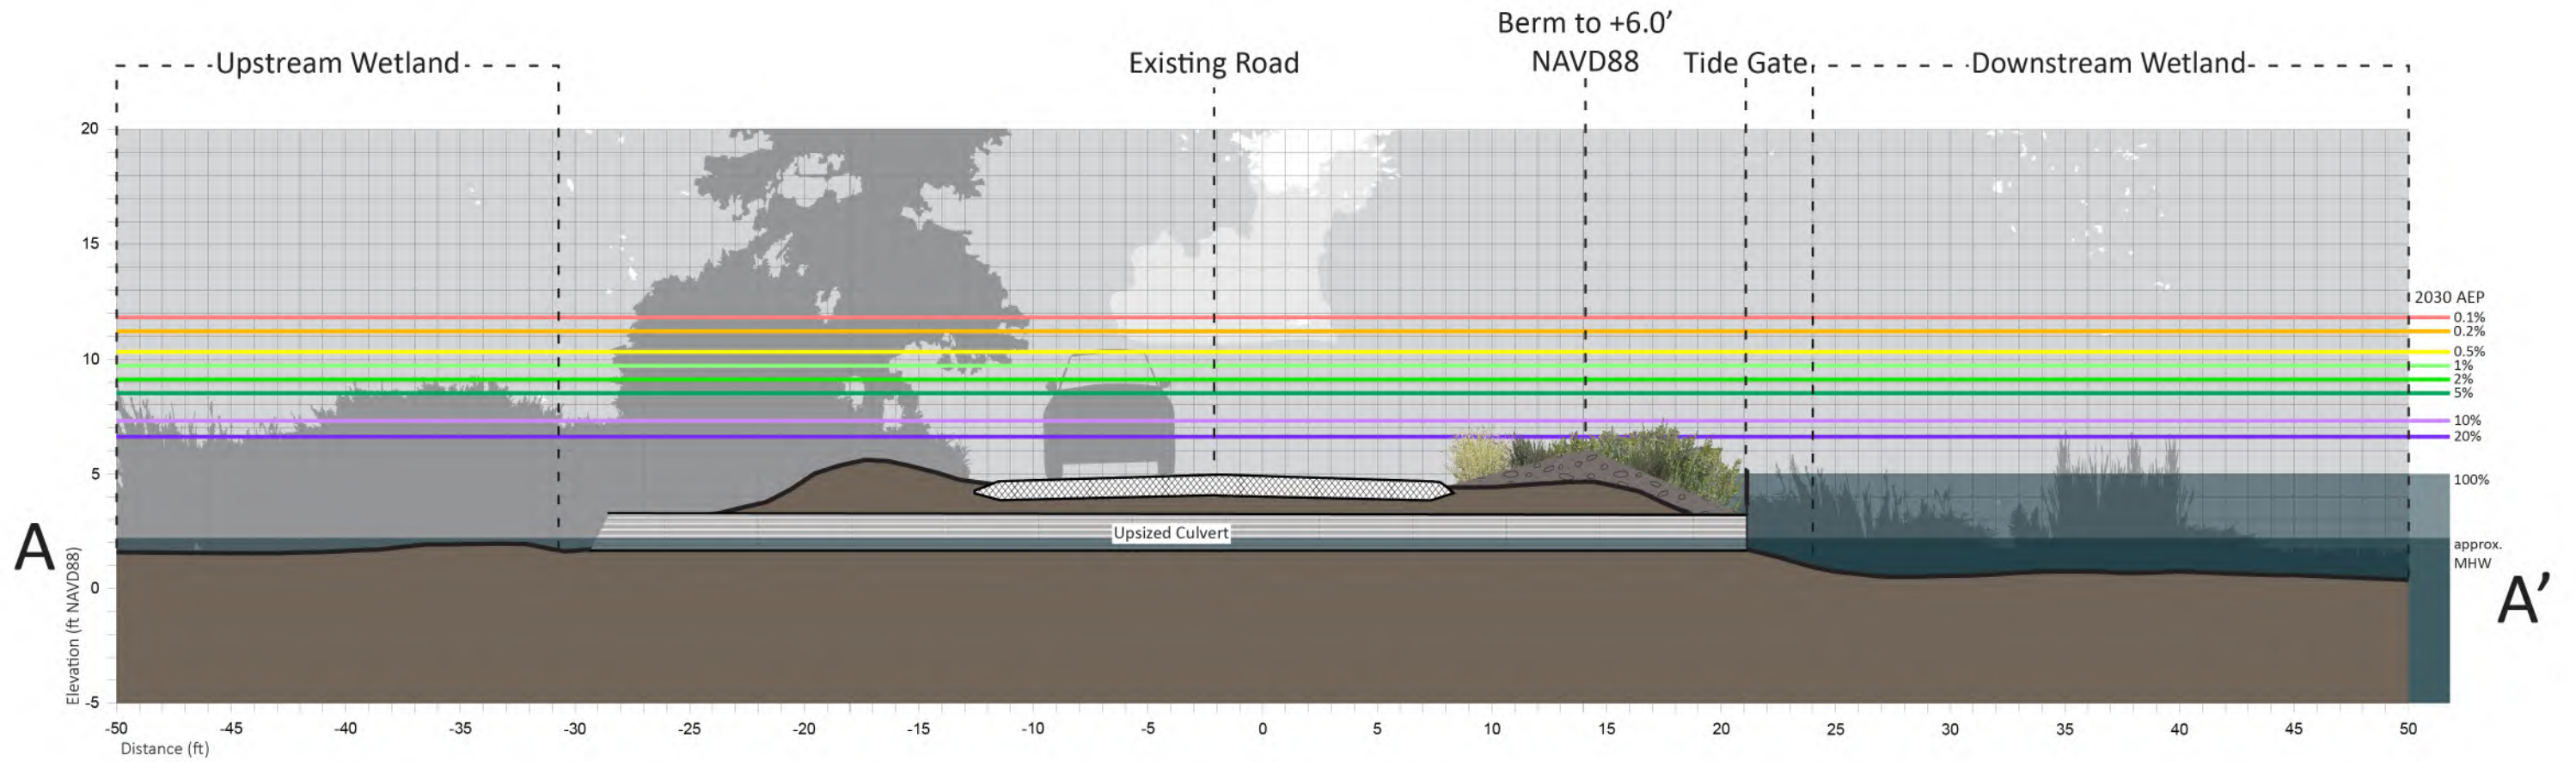 Berm to +6.0’
NAVD88
Upstream Wetland
Existing Road
Tide Gate
Downstream Wetland
20
15
10
5
0
-5
2030 AEP
0.1%
0.2%
0.5%
1%
2%
5%
10%
20%
100%
approx.
MHW
A
A’
Elevation (ft NAVD88)
Upsized Culvert
-50 -45 -40 -35 -30 -25 -20 -15 -10 -5 0 5 10 15 20 25 30 35 40 45 50
Distance (ft)